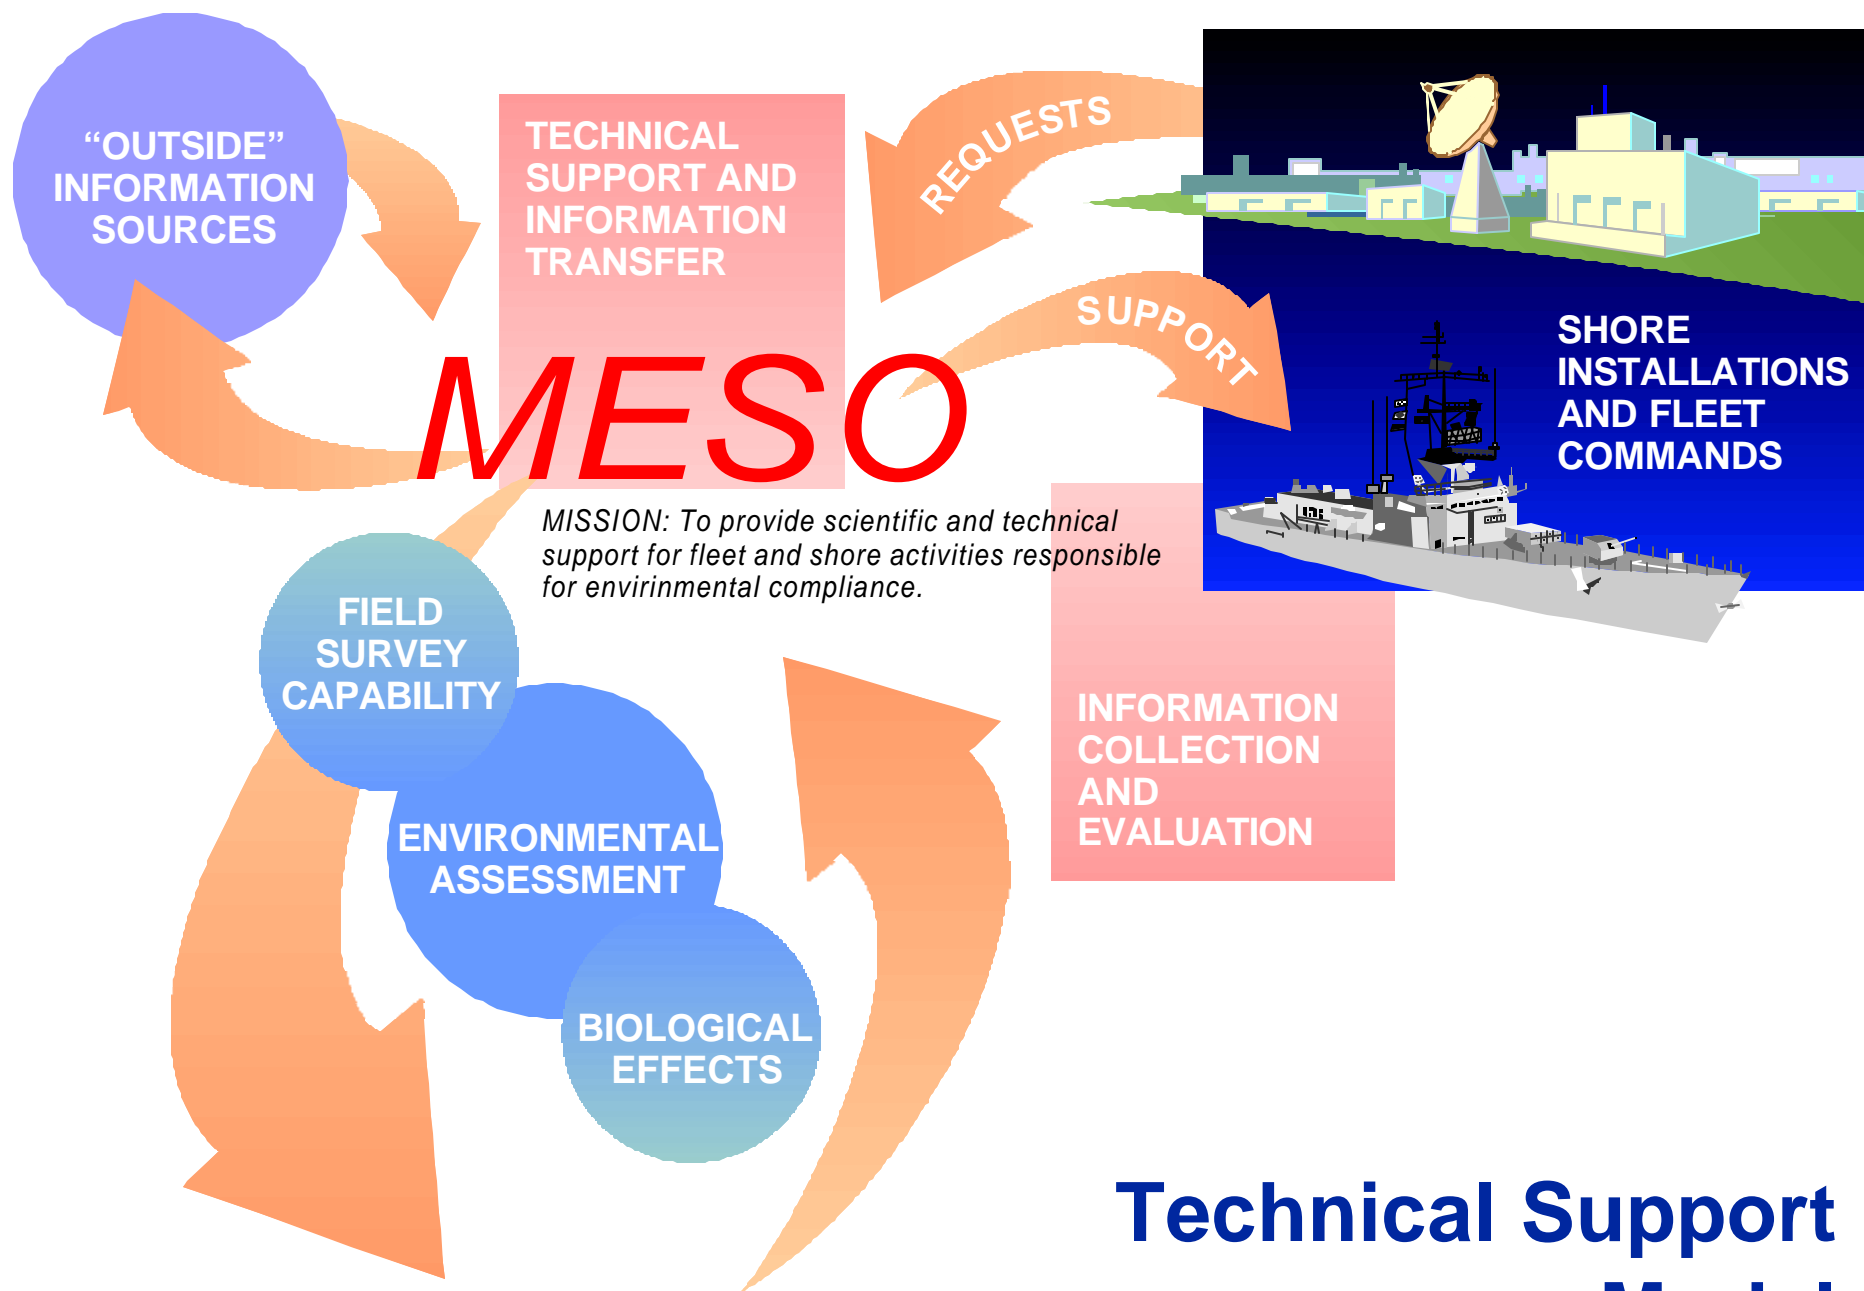 “OUTSIDE”
INFORMATION
SOURCES
TECHNICAL
SUPPORT AND
INFORMATION
TRANSFER
REQUESTS
SUPPORT
SHORE
INSTALLATIONS
AND FLEET
COMMANDS
MESO
MISSION: To provide scientific and technical
support for fleet and shore activities responsible
for envirinmental compliance.
FIELD
SURVEY
CAPABILITY
ENVIRONMENTAL
ASSESSMENT
BIOLOGICAL
EFFECTS
INFORMATION
COLLECTION
AND
EVALUATION
Technical Support